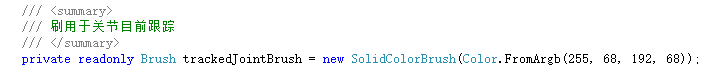 /// <summary>
/// 刷用于关节目前跟踪
/// </summary>
private readonly Brush trackedJointBrush = new SolidColorBrush(Color.FromArgb(255, 68, 192, 68));